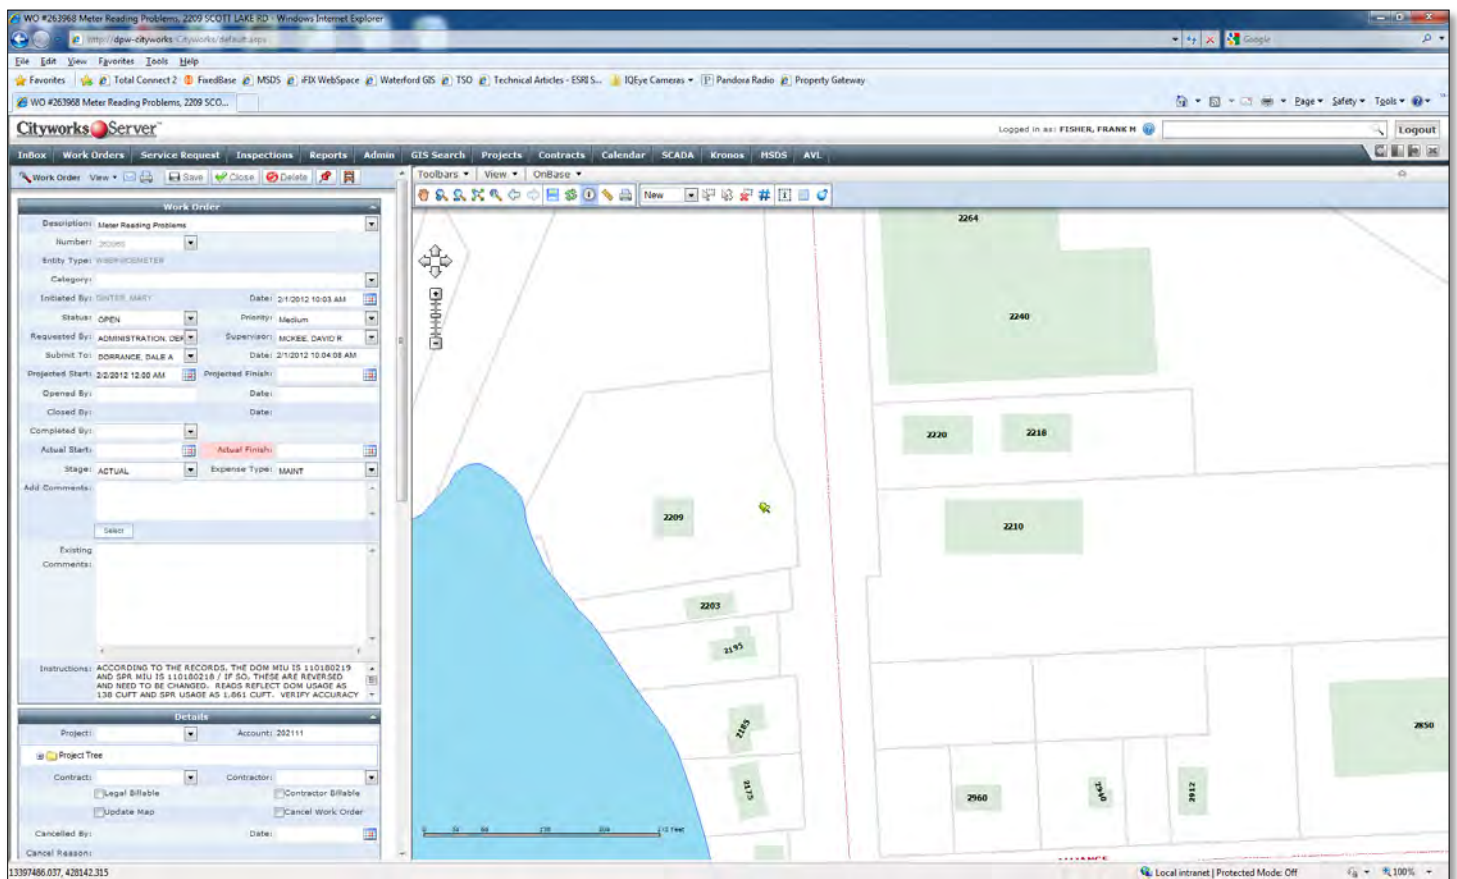 WO #263968 Meter Reading Problems, 2209 SCOTT LAKE RD - Windows Internet Explorer
http://dpw-cityworks/Cityworks/default.aspx
Google
File Edit View Favorites Tools Help
Favorites Total Connect 2 FixedBase MSDS iFIX WebSpace Waterford GIS TSO Technical Articles - ESRI S... IQEye Cameras Pandora Radio Property Gateway
WO #263968 Meter Reading Problems, 2209 SCO...
Page Safety Tools
Cityworks Server™
Logged in as: FISHER, FRANK M
Logout
InBox Work Orders Service Request Inspections Reports Admin GIS Search Projects Contracts Calendar SCADA Kronos MSDS AVL
Work Order View Save Close Delete
Toolbars View OnBase
New
Work Order
Description: Meter Reading Problems
Number:
Entity Type:
Category:
Initiated By: Date: 2/1/2012 10:03 AM
Status: OPEN Priority: Medium
Requested By: ADMINISTRATION, DEP Supervisor: MCKEE, DAVID R
Submit To: DORRANCE, DALE A Date: 2/1/2012 10:04:08 AM
Projected Start: 2/2/2012 12:00 AM Projected Finish:
Opened By: Date:
Closed By: Date:
Completed By:
Actual Start: Actual Finish:
Stage: ACTUAL Expense Type: MAINT
Add Comments:
Select
Existing
Comments:
Instructions: ACCORDING TO THE RECORDS, THE DOM MIU IS 110180219
AND SPR MIU IS 110180218 / IF SO, THESE ARE REVERSED
AND NEED TO BE CHANGED. READS REFLECT DOM USAGE AS
138 CUFT AND SPR USAGE AS 1,861 CUFT. VERIFY ACCURACY
Details
Project: Account: 202111
Project Tree
Contract: Contractor:
Legal Billable Contractor Billable
Update Map Cancel Work Order
Cancelled By: Date:
Cancel Reason:
2264
2240
2220 2218
2209
2210
2203
2195
2185
2850
2175
2960
2940
2912
0
ALLIANCE
13397486.037, 428142.315
Local intranet | Protected Mode: Off
100%